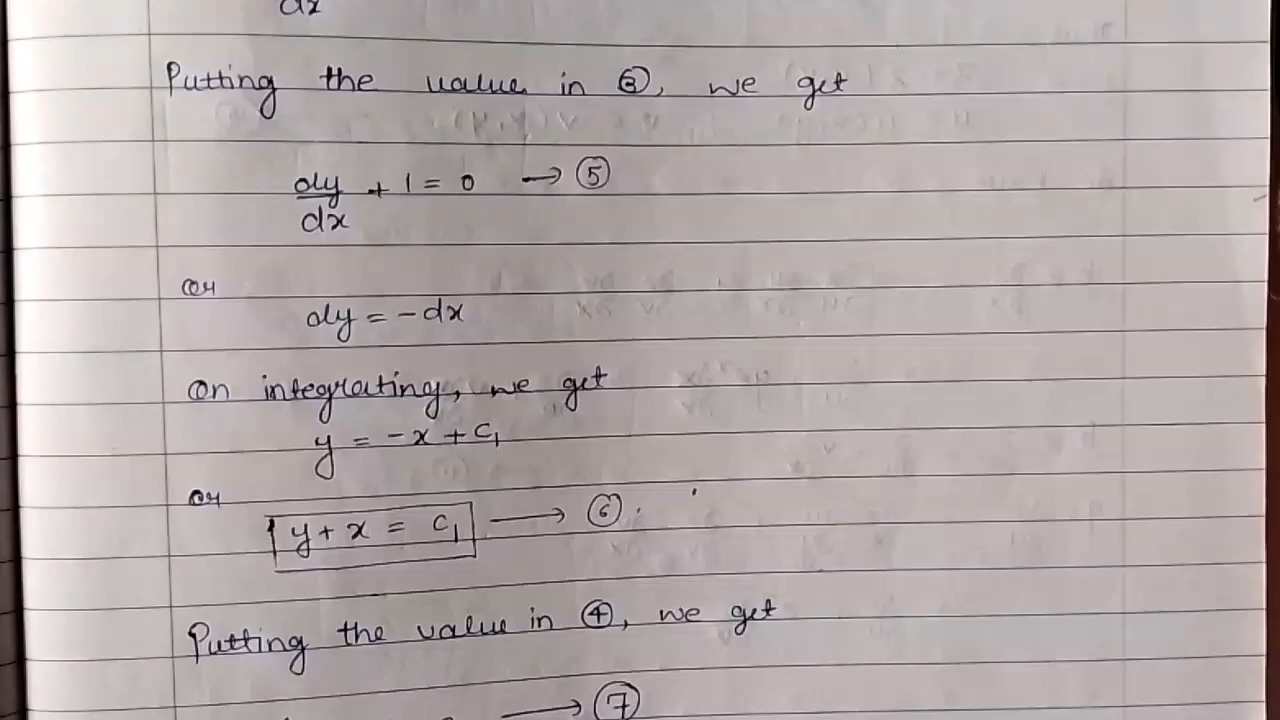 dx
Putting the value in ③, we get
dy/dx + 1 = 0 → ⑤
or
dy = -dx
On integrating, we get
y = -x + c₁
or
y + x = c₁ → ⑥.
Putting the value in ④, we get
→ ⑦